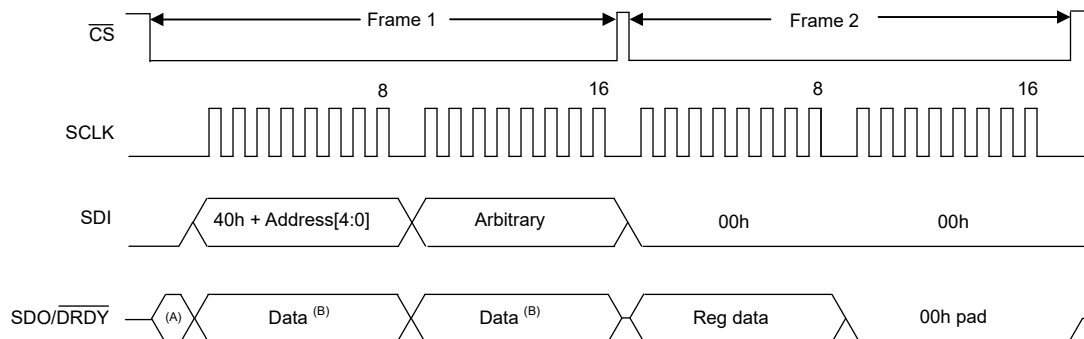 Frame 1 Frame 2
CS
8 16 8 16
SCLK
SDI 40h + Address[4:0] Arbitrary 00h 00h
SDO/DRDY (A) Data (B) Data (B) Reg data 00h pad